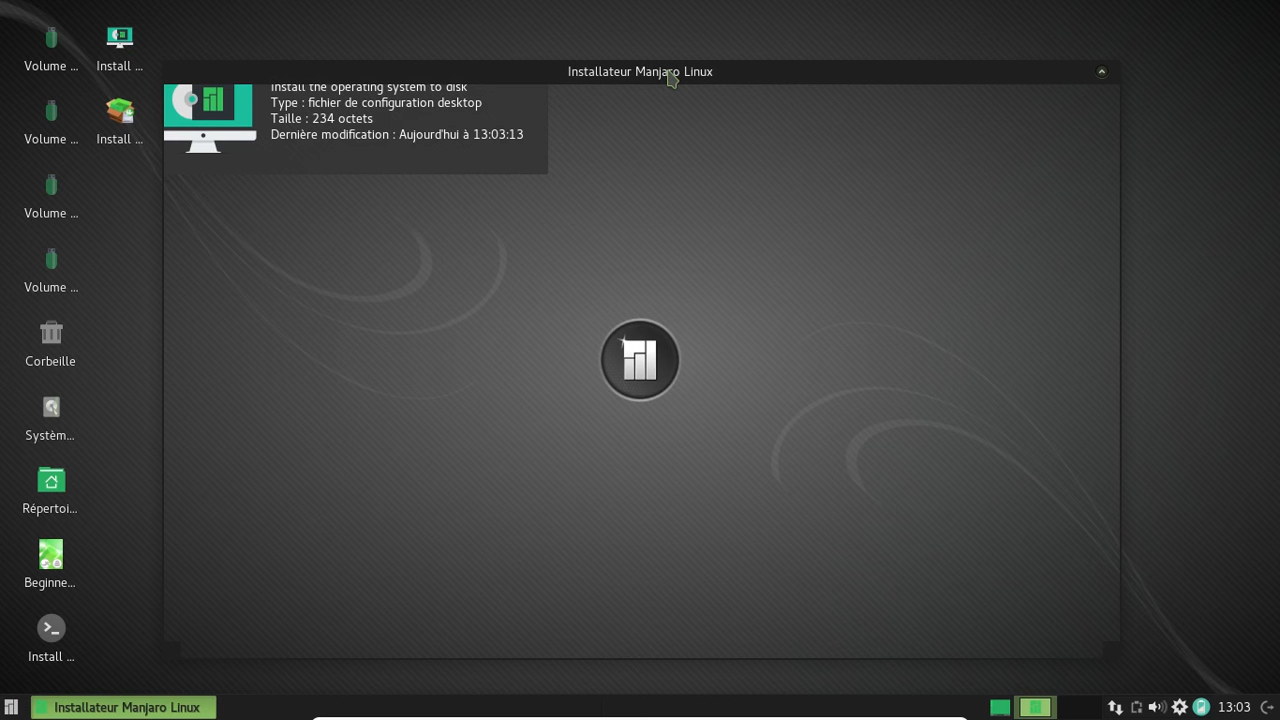 Volume ...
Install ...
Installateur Manjaro Linux
Install the operating system to disk
Type : fichier de configuration desktop
Taille : 234 octets
Dernière modification : Aujourd'hui à 13:03:13
Volume ...
Install ...
Volume ...
Volume ...
Corbeille
Systèm...
Répertoi...
Beginne...
Install ...
Installateur Manjaro Linux
13:03